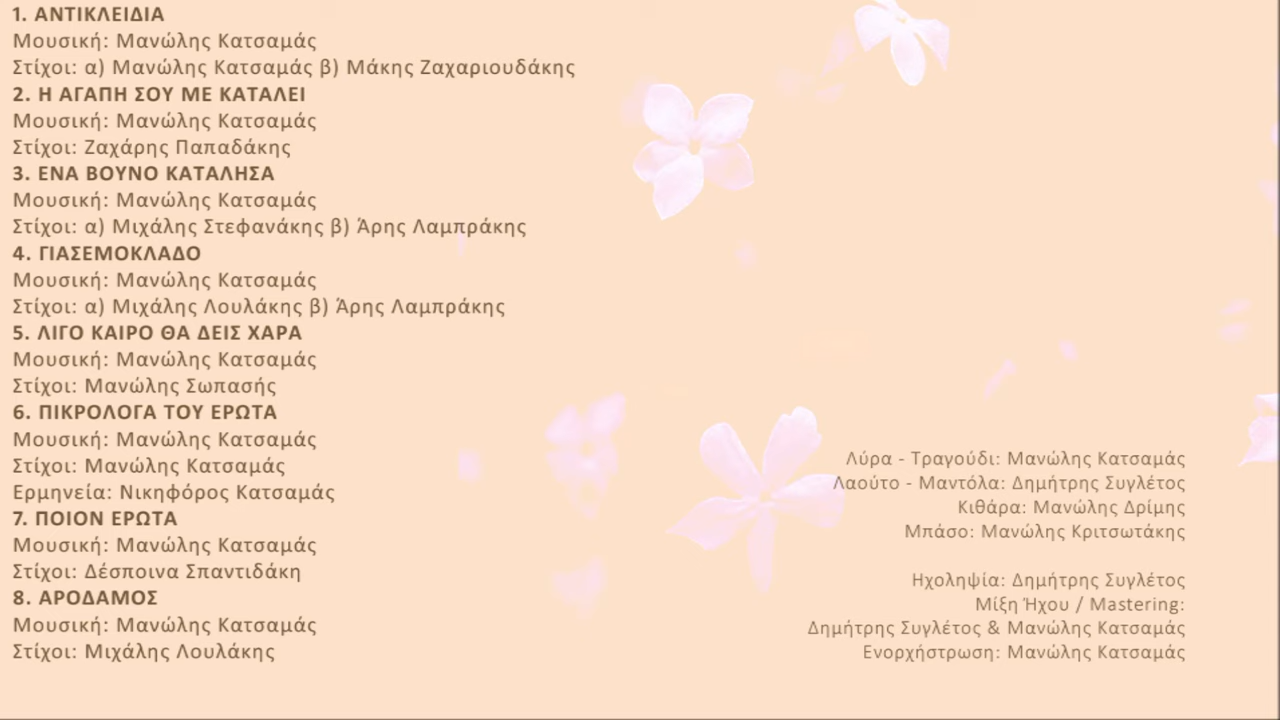 1. ΑΝΤΙΚΛΕΙΔΙΑ
Μουσική: Μανώλης Κατσαμάς
Στίχοι: α) Μανώλης Κατσαμάς β) Μάκης Ζαχαριουδάκης
2. Η ΑΓΑΠΗ ΣΟΥ ΜΕ ΚΑΤΑΛΕΙ
Μουσική: Μανώλης Κατσαμάς
Στίχοι: Ζαχάρης Παπαδάκης
3. ΕΝΑ ΒΟΥΝΟ ΚΑΤΑΛΗΣΑ
Μουσική: Μανώλης Κατσαμάς
Στίχοι: α) Μιχάλης Στεφανάκης β) Άρης Λαμπράκης
4. ΓΙΑΣΕΜΟΚΛΑΔΟ
Μουσική: Μανώλης Κατσαμάς
Στίχοι: α) Μιχάλης Λουλάκης β) Άρης Λαμπράκης
5. ΛΙΓΟ ΚΑΙΡΟ ΘΑ ΔΕΙΣ ΧΑΡΑ
Μουσική: Μανώλης Κατσαμάς
Στίχοι: Μανώλης Σωπασής
6. ΠΙΚΡΟΛΟΓΑ ΤΟΥ ΕΡΩΤΑ
Μουσική: Μανώλης Κατσαμάς
Στίχοι: Μανώλης Κατσαμάς
Ερμηνεία: Νικηφόρος Κατσαμάς
7. ΠΟΙΟΝ ΕΡΩΤΑ
Μουσική: Μανώλης Κατσαμάς
Στίχοι: Δέσποινα Σπαντιδάκη
8. ΑΡΟΔΑΜΟΣ
Μουσική: Μανώλης Κατσαμάς
Στίχοι: Μιχάλης Λουλάκης
Λύρα - Τραγούδι: Μανώλης Κατσαμάς
Λαούτο - Μαντόλα: Δημήτρης Συγλέτος
Κιθάρα: Μανώλης Δρίμης
Μπάσο: Μανώλης Κριτσωτάκης
Ηχοληψία: Δημήτρης Συγλέτος
Μίξη Ήχου / Mastering:
Δημήτρης Συγλέτος & Μανώλης Κατσαμάς
Ενορχήστρωση: Μανώλης Κατσαμάς